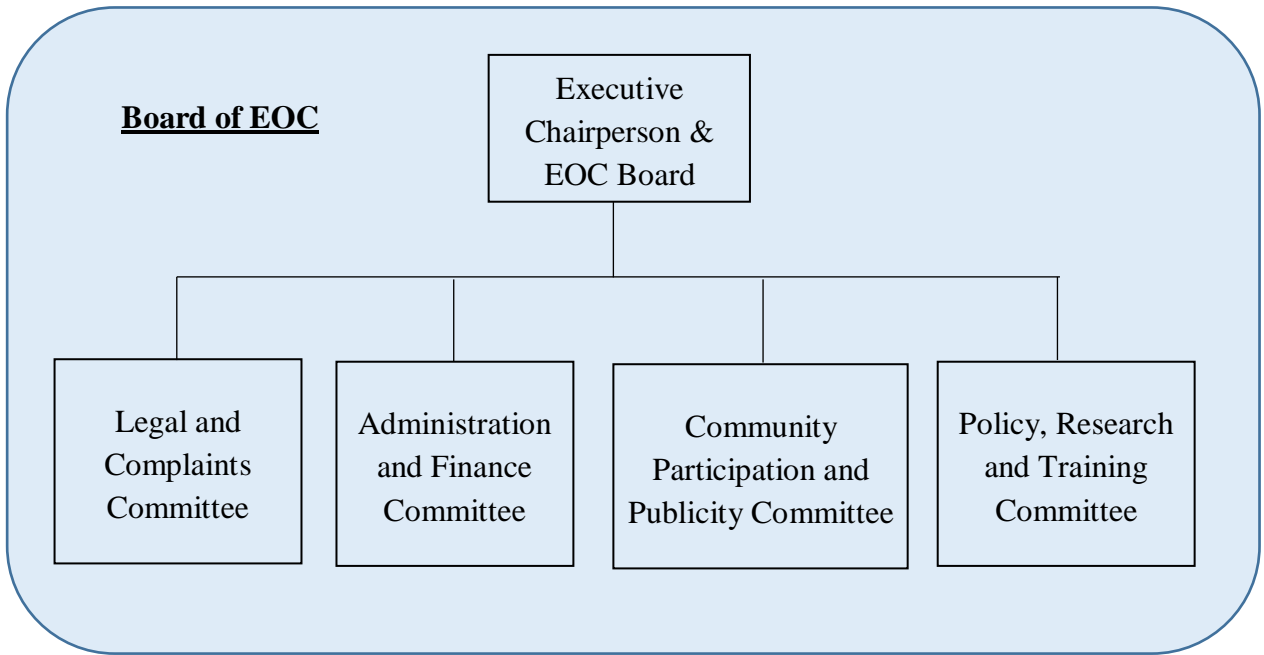 Board of EOC
Executive
Chairperson &
EOC Board
Legal and
Complaints
Committee
Administration
and Finance
Committee
Community
Participation and
Publicity Committee
Policy, Research
and Training
Committee